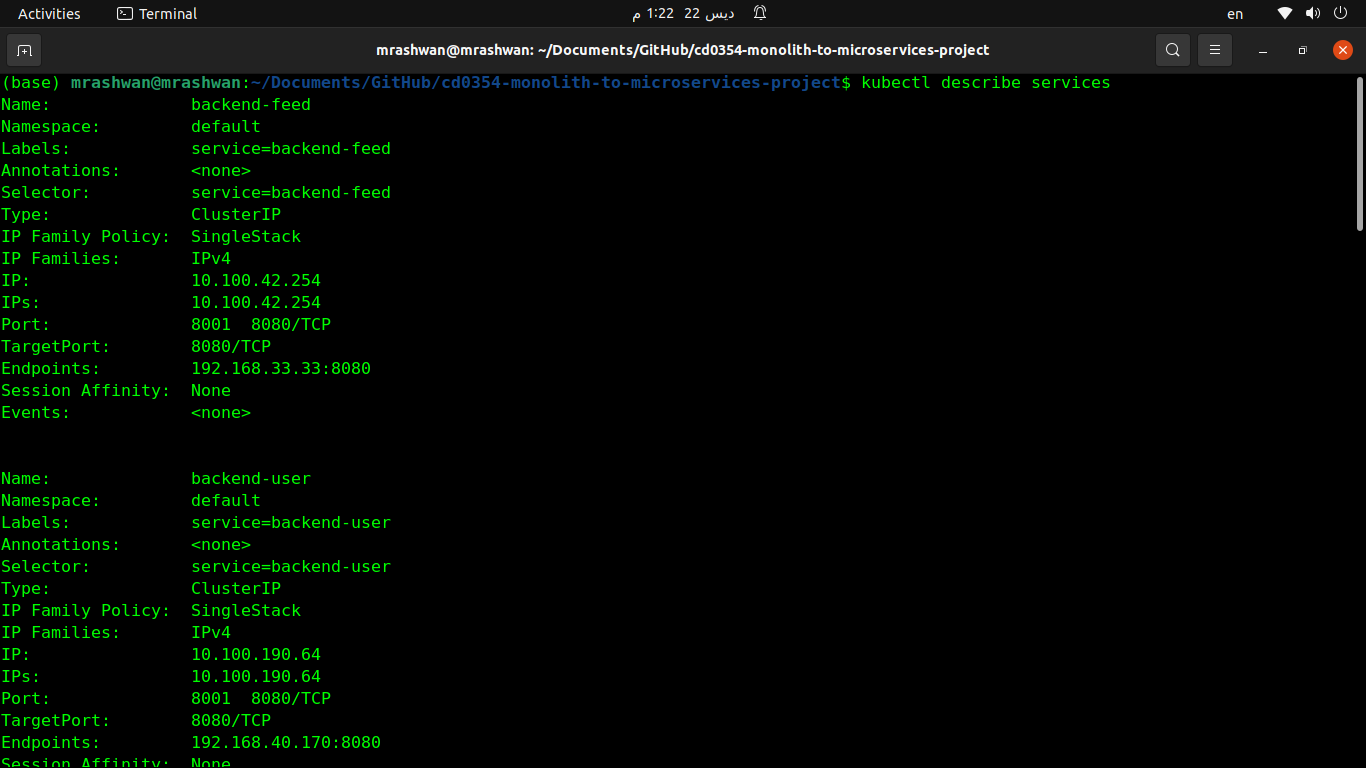 Activities Terminal ديس 22 1:22 م en
mrashwan@mrashwan: ~/Documents/GitHub/cd0354-monolith-to-microservices-project
(base) mrashwan@mrashwan:~/Documents/GitHub/cd0354-monolith-to-microservices-project$ kubectl describe services
Name: backend-feed
Namespace: default
Labels: service=backend-feed
Annotations: <none>
Selector: service=backend-feed
Type: ClusterIP
IP Family Policy: SingleStack
IP Families: IPv4
IP: 10.100.42.254
IPs: 10.100.42.254
Port: 8001 8080/TCP
TargetPort: 8080/TCP
Endpoints: 192.168.33.33:8080
Session Affinity: None
Events: <none>
Name: backend-user
Namespace: default
Labels: service=backend-user
Annotations: <none>
Selector: service=backend-user
Type: ClusterIP
IP Family Policy: SingleStack
IP Families: IPv4
IP: 10.100.190.64
IPs: 10.100.190.64
Port: 8001 8080/TCP
TargetPort: 8080/TCP
Endpoints: 192.168.40.170:8080
Session Affinity: None